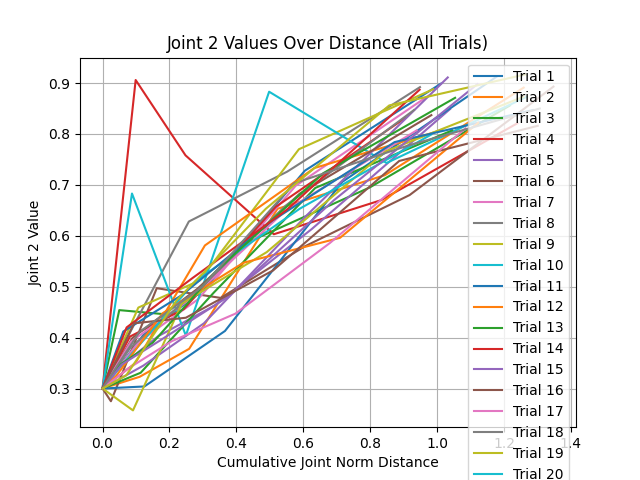 Joint 2 Values Over Distance (All Trials)
Joint 2 Value
0.9
0.8
0.7
0.6
0.5
0.4
0.3
0.0
0.2
0.4
0.6
0.8
1.0
1.2
1.4
Cumulative Joint Norm Distance
Trial 1
Trial 2
Trial 3
Trial 4
Trial 5
Trial 6
Trial 7
Trial 8
Trial 9
Trial 10
Trial 11
Trial 12
Trial 13
Trial 14
Trial 15
Trial 16
Trial 17
Trial 18
Trial 19
Trial 20